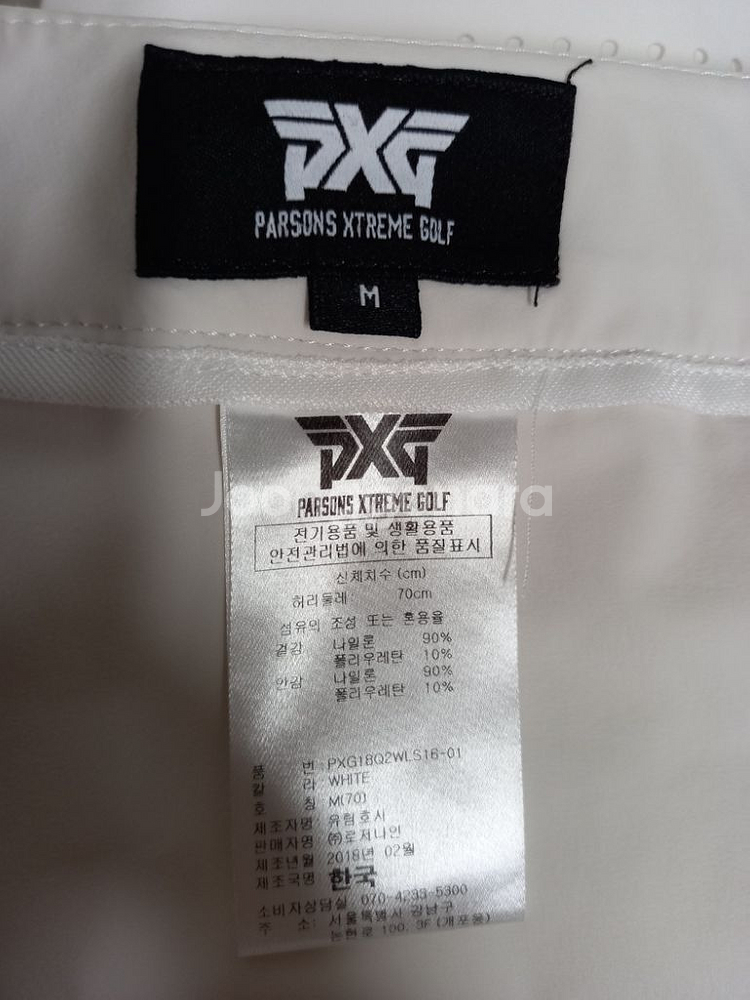 PXG
PARSONS XTREME GOLF
M
PXG
PARSONS XTREME GOLF
전기용품 및 생활용품
안전관리법에 의한 품질표시
신체치수 (cm)
허리둘레 70cm
섬유의 조성 또는 혼용율
겉감 나일론 90%
폴리우레탄 10%
안감 나일론 90%
폴리우레탄 10%
품 번 : PXG18Q2WLS16-01
칼 라 : WHITE
호 칭 : M(70)
제조자명 : 유림호시
판매자명 : ㈜로저나인
제조년월 : 2018년 02월
제조국명 : 한국
소비자상담실 070-4233-5300
주 소 : 서울특별시 강남구
논현로 100, 3F (개포동)